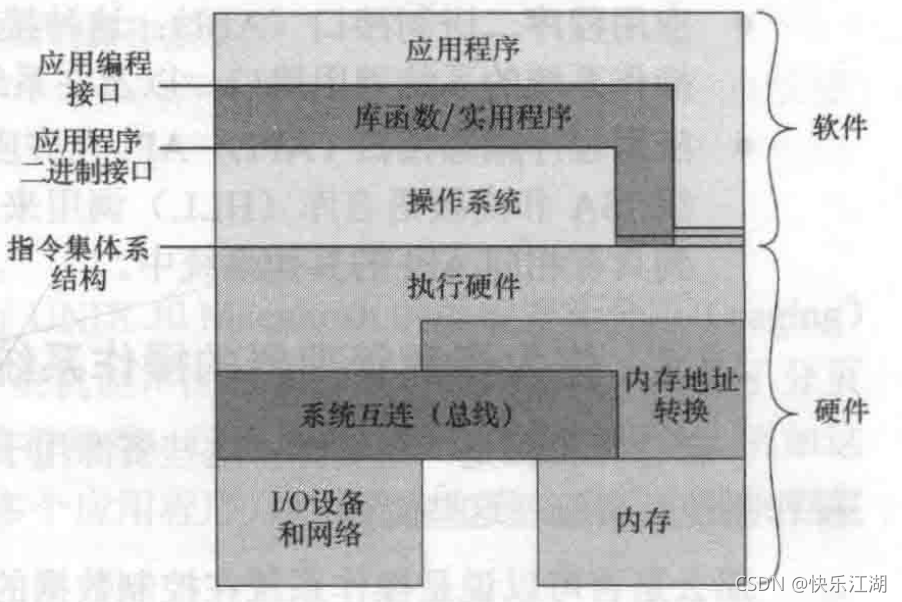 应用程序
应用编程
接口
库函数/实用程序
应用程序
二进制接口
操作系统
指令集体系
结构
软件
执行硬件
内存地址
转换
系统互连（总线）
硬件
I/O设备
和网络
内存
CSDN @快乐江湖